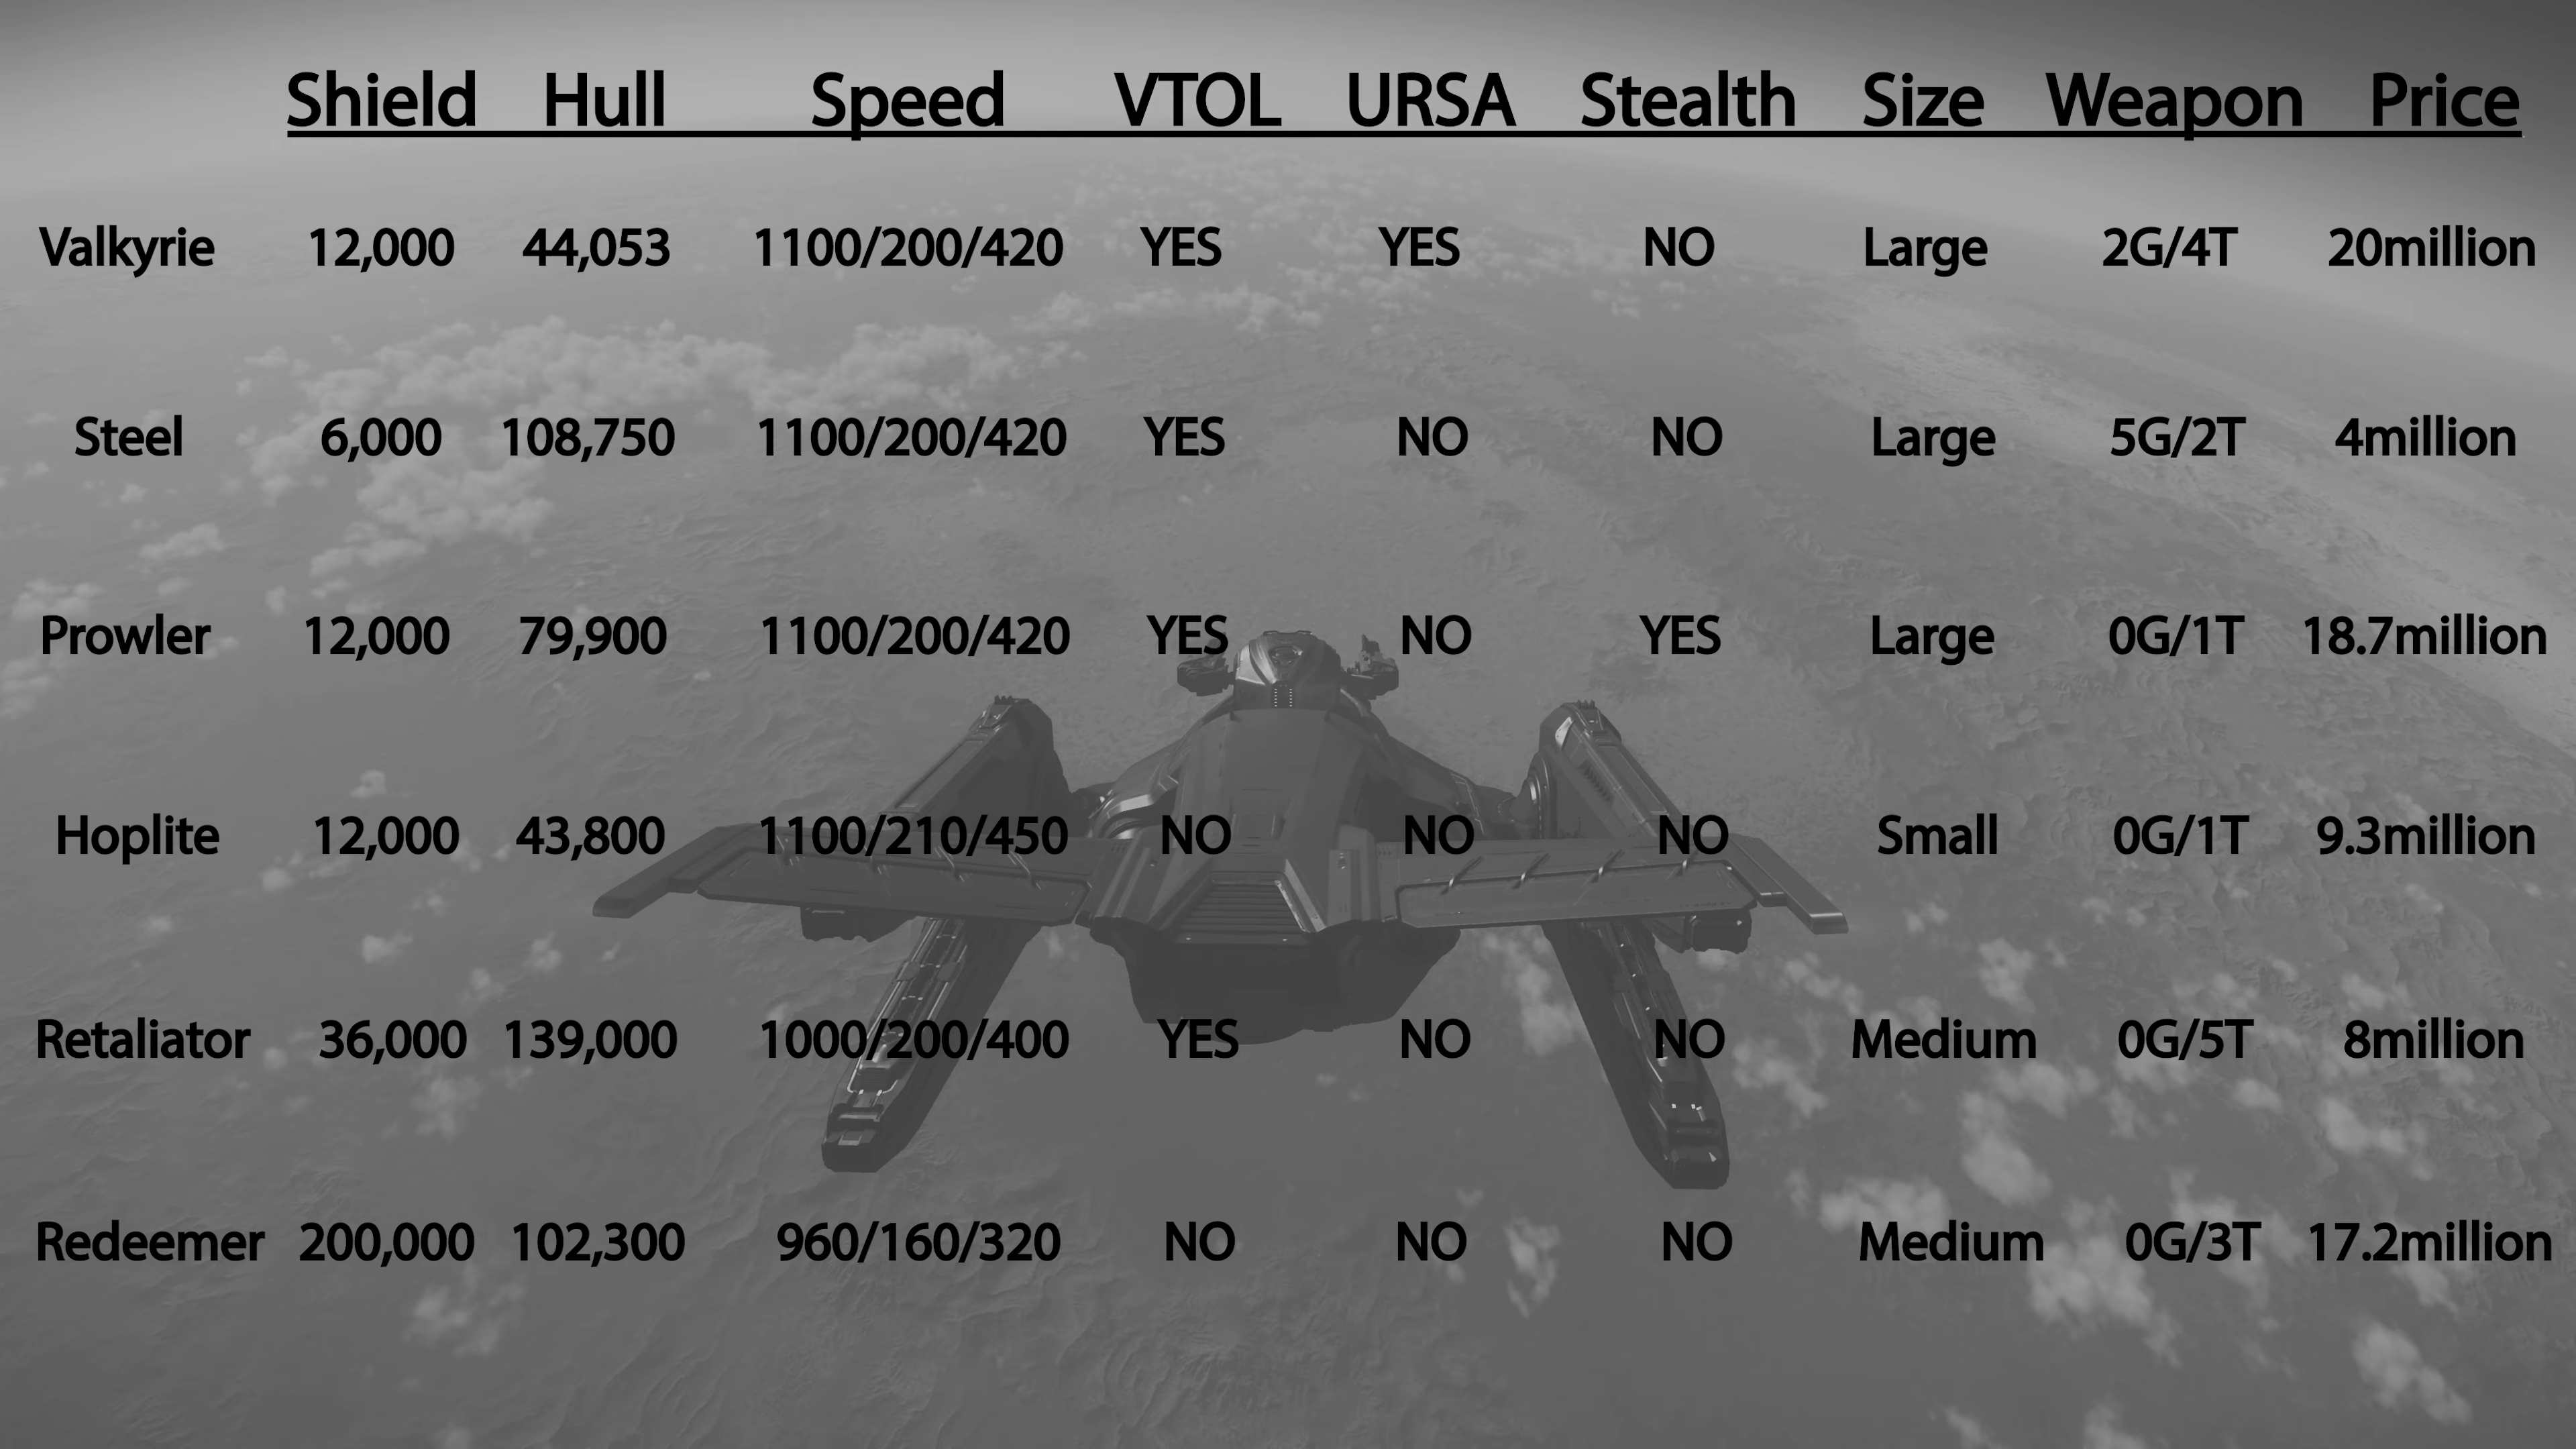 Shield Hull Speed VTOL URSA Stealth Size Weapon Price
Valkyrie 12,000 44,053 1100/200/420 YES YES NO Large 2G/4T 20million
Steel 6,000 108,750 1100/200/420 YES NO NO Large 5G/2T 4million
Prowler 12,000 79,900 1100/200/420 YES NO YES Large 0G/1T 18.7million
Hoplite 12,000 43,800 1100/210/450 NO NO NO Small 0G/1T 9.3million
Retaliator 36,000 139,000 1000/200/400 YES NO NO Medium 0G/5T 8million
Redeemer 200,000 102,300 960/160/320 NO NO NO Medium 0G/3T 17.2million